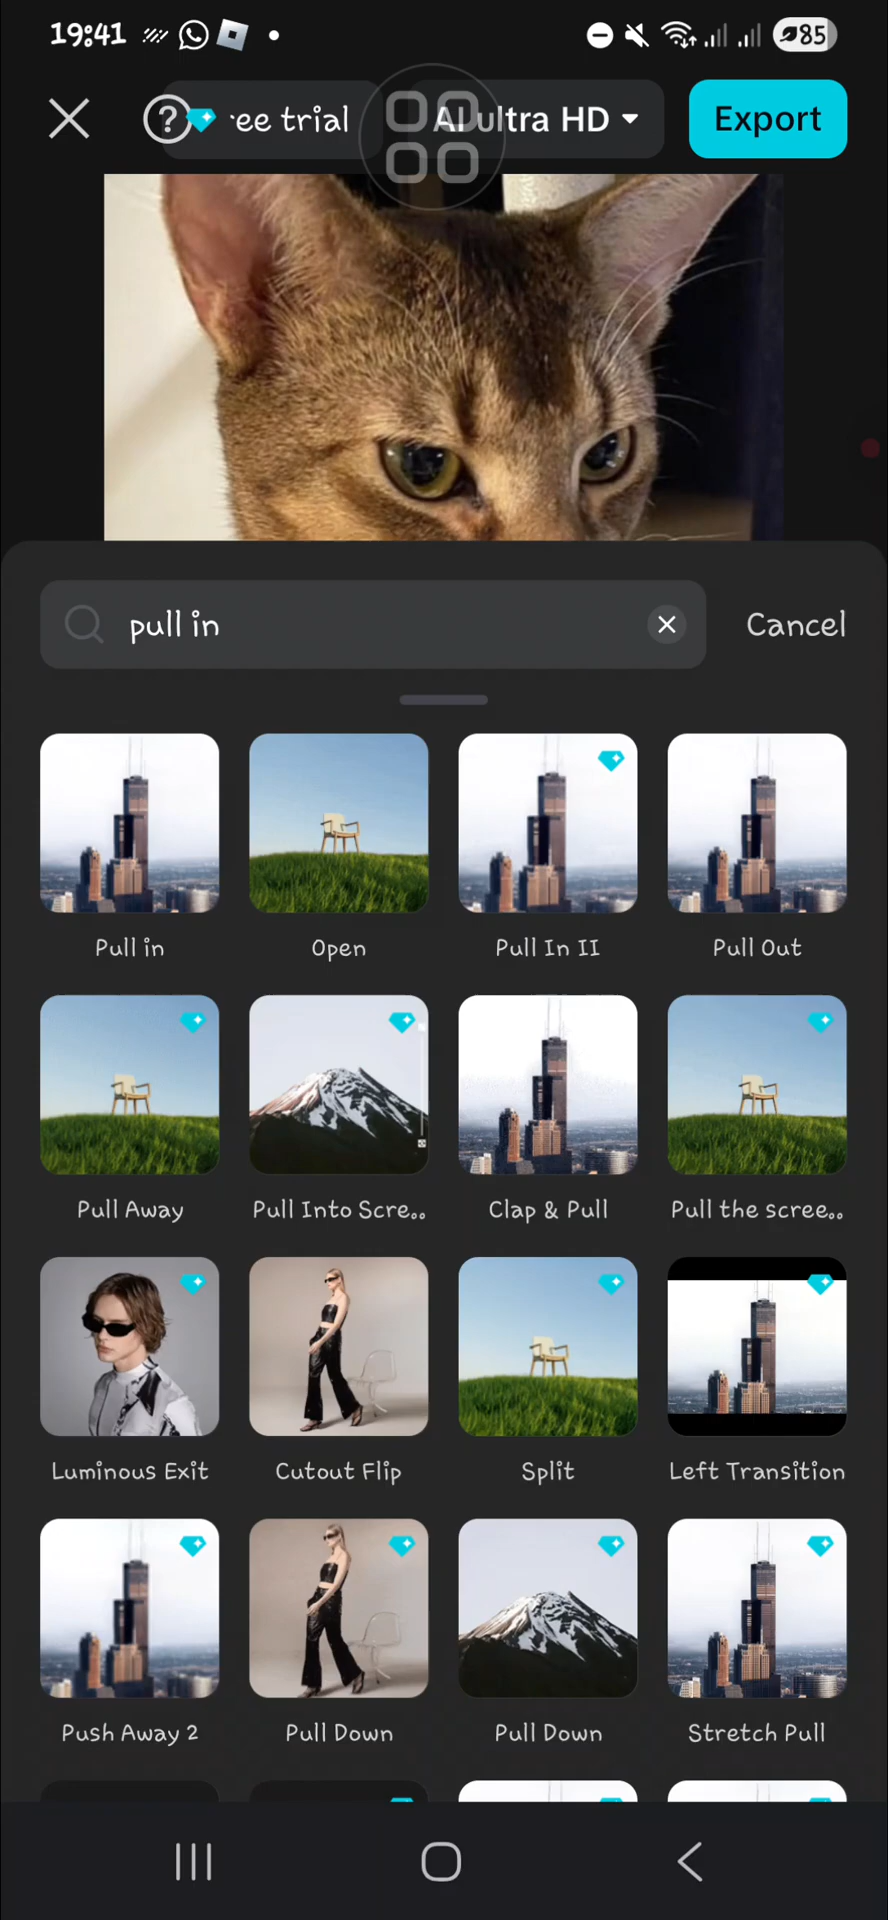 19:41
85
?
ee trial
AI ultra HD
Export
pull in
Cancel
Pull in
Open
Pull In II
Pull Out
Pull Away
Pull Into Scre..
Clap & Pull
Pull the scree..
Luminous Exit
Cutout Flip
Split
Left Transition
Push Away 2
Pull Down
Pull Down
Stretch Pull